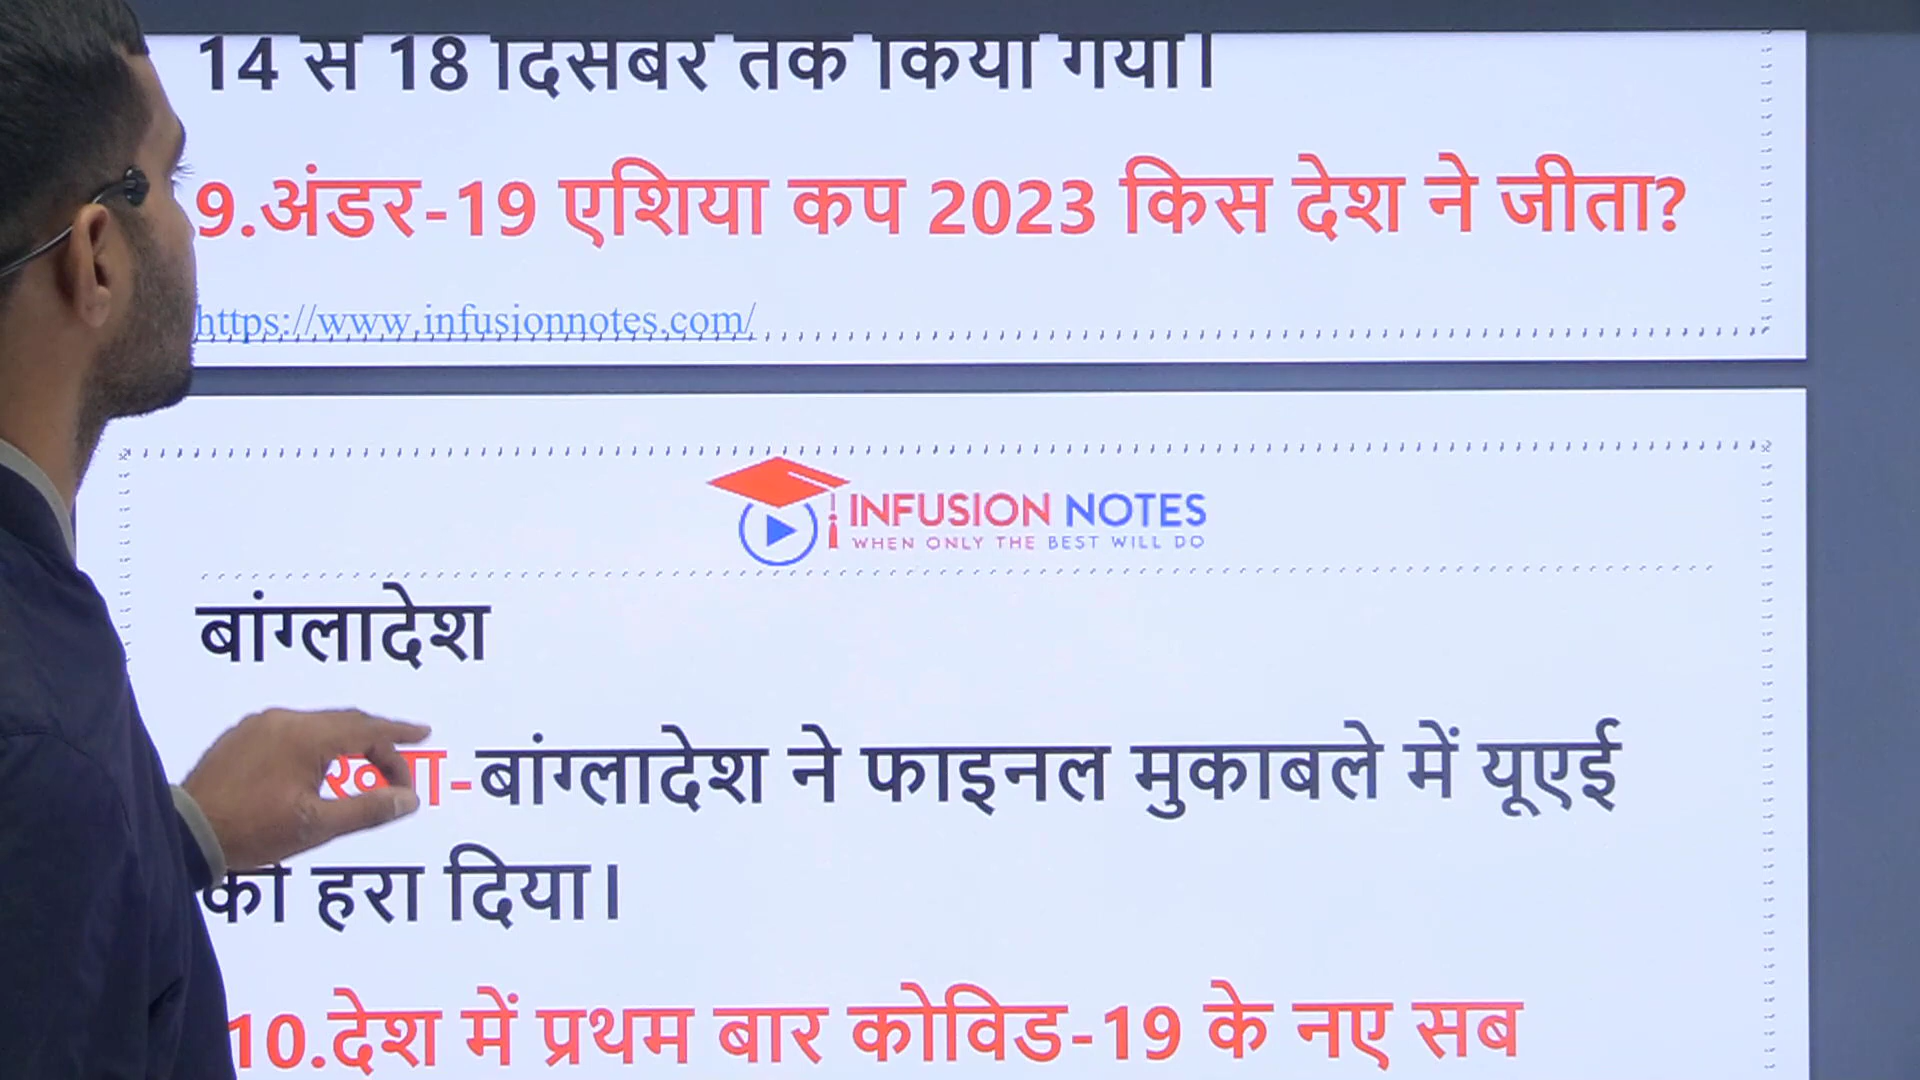 14 से 18 दिसंबर तक किया गया।
9.अंडर-19 एशिया कप 2023 किस देश ने जीता?
https://www.infusionnotes.com/
INFUSION NOTES
WHEN ONLY THE BEST WILL DO
बांग्लादेश
-बांग्लादेश ने फाइनल मुकाबले में यूएई
को हरा दिया।
10.देश में प्रथम बार कोविड-19 के नए सब